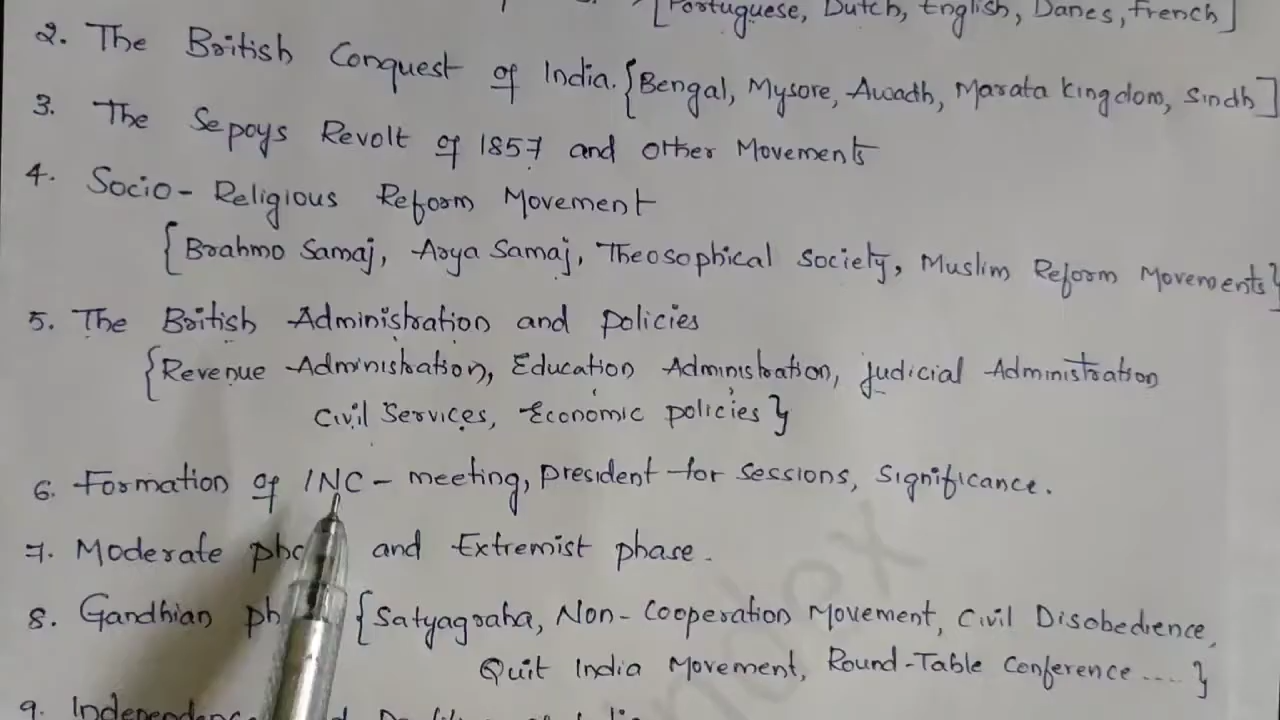 [Portuguese, Dutch, English, Danes, French]
2. The British Conquest of India. {Bengal, Mysore, Awadh, Marata kingdom, Sindh]
3. The Sepoys Revolt of 1857 and other Movements
4. Socio-Religious Reform Movement
{Brahmo Samaj, Arya Samaj, Theosophical society, Muslim Reform Movements}
5. The British Administration and policies
{Revenue Administration, Education Administration, judicial Administration
Civil Services, Economic policies}
6. Formation of INC - meeting, president for sessions, significance.
7. Moderate and Extremist phase.
8. Gandhian {Satyagraha, Non-Cooperation Movement, Civil Disobedience,
Quit India Movement, Round-Table Conference .... }
9.